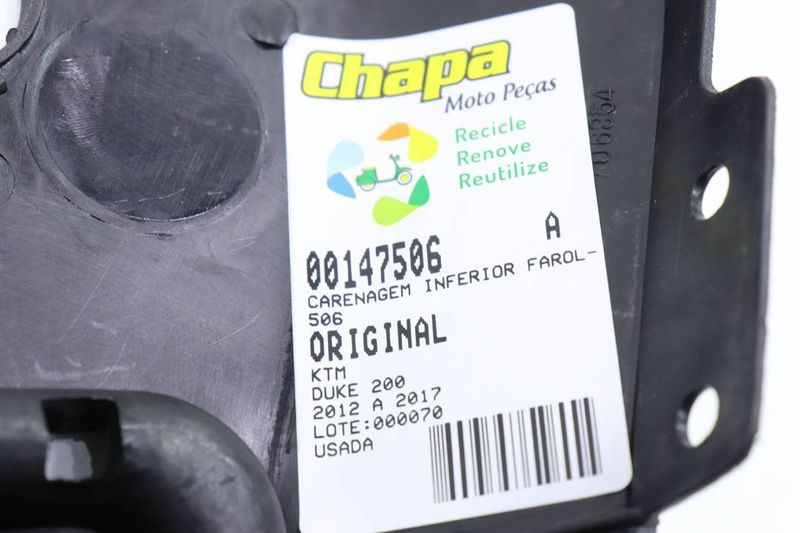 Chapa
Moto Peças
Recicle
Renove
Reutilize
A
00147506
CARENAGEM INFERIOR FAROL-
506
ORIGINAL
KTM
DUKE 200
2012 A 2017
LOTE:000070
USADA